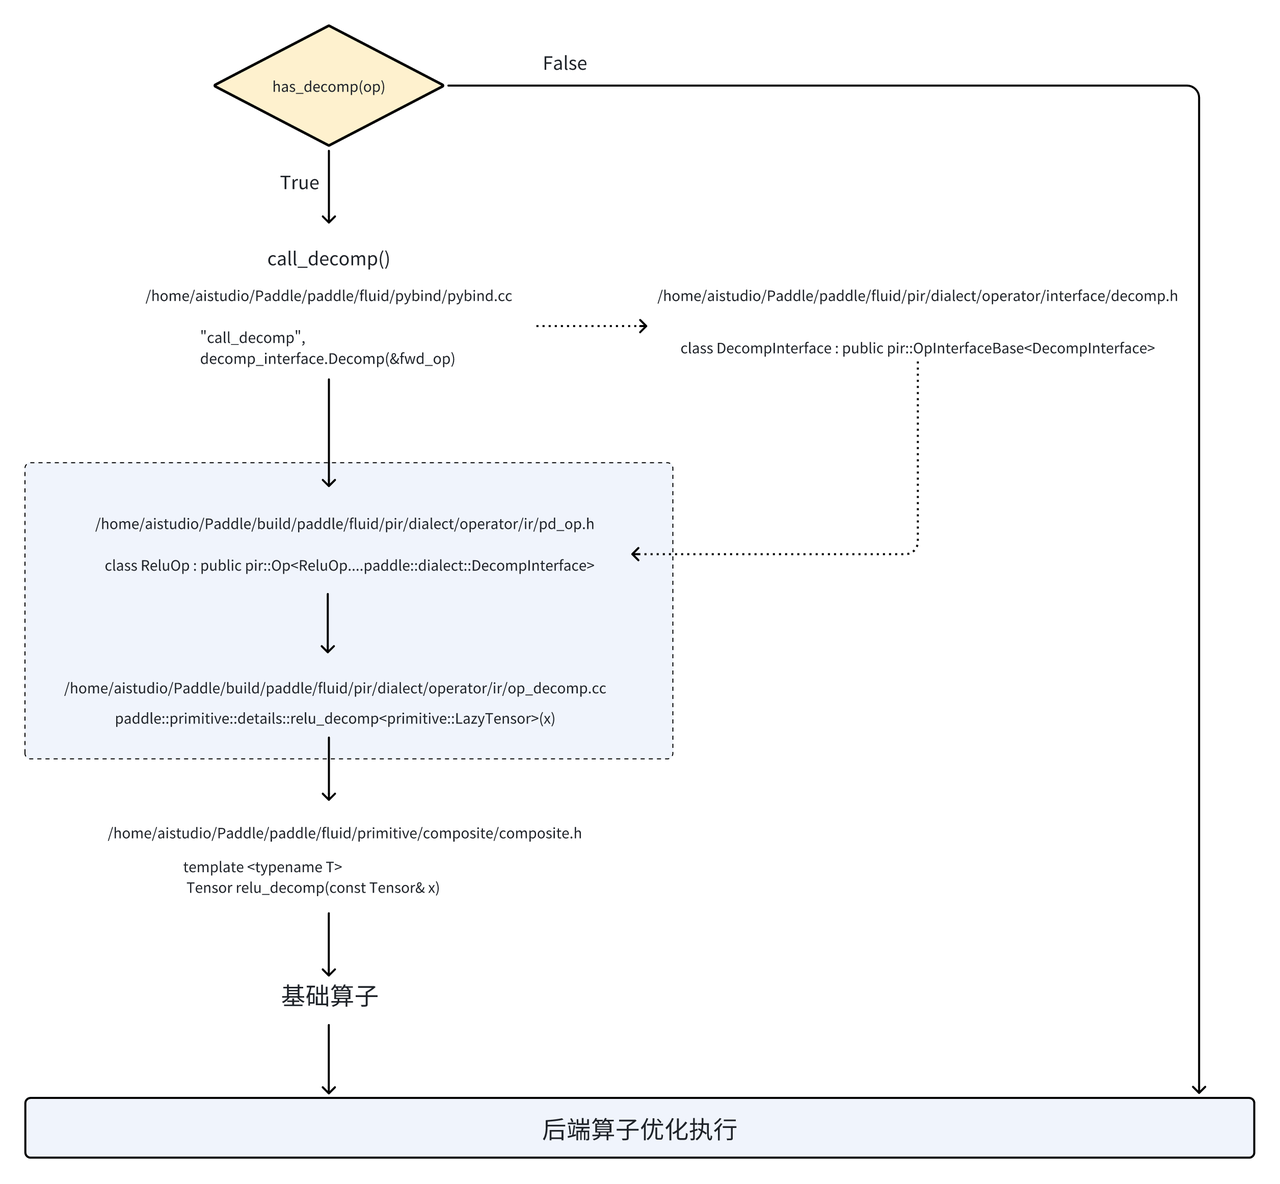 has_decomp(op)
False
True
call_decomp()
/home/aistudio/Paddle/paddle/fluid/pybind/pybind.cc
"call_decomp",
decomp_interface.Decomp(&fwd_op)
/home/aistudio/Paddle/paddle/fluid/pir/dialect/operator/interface/decomp.h
class DecompInterface : public pir::OpInterfaceBase<DecompInterface>
/home/aistudio/Paddle/build/paddle/fluid/pir/dialect/operator/ir/pd_op.h
class ReluOp : public pir::Op<ReluOp....paddle::dialect::DecompInterface>
/home/aistudio/Paddle/build/paddle/fluid/pir/dialect/operator/ir/op_decomp.cc
paddle::primitive::details::relu_decomp<primitive::LazyTensor>(x)
/home/aistudio/Paddle/paddle/fluid/primitive/composite/composite.h
template <typename T>
Tensor relu_decomp(const Tensor& x)
基础算子
后端算子优化执行